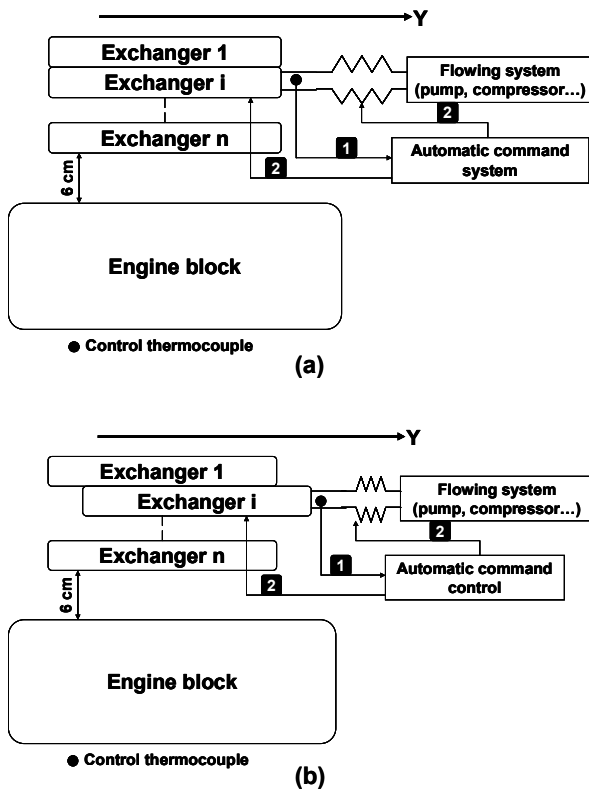 Y
Exchanger 1
Exchanger i
Flowing system
(pump, compressor...)
2
Exchanger n
1
Automatic command
system
2
6 cm
Engine block
Control thermocouple
(a)
Y
Exchanger 1
Exchanger i
Flowing system
(pump, compressor...)
2
Exchanger n
1
Automatic command
control
2
6 cm
Engine block
Control thermocouple
(b)